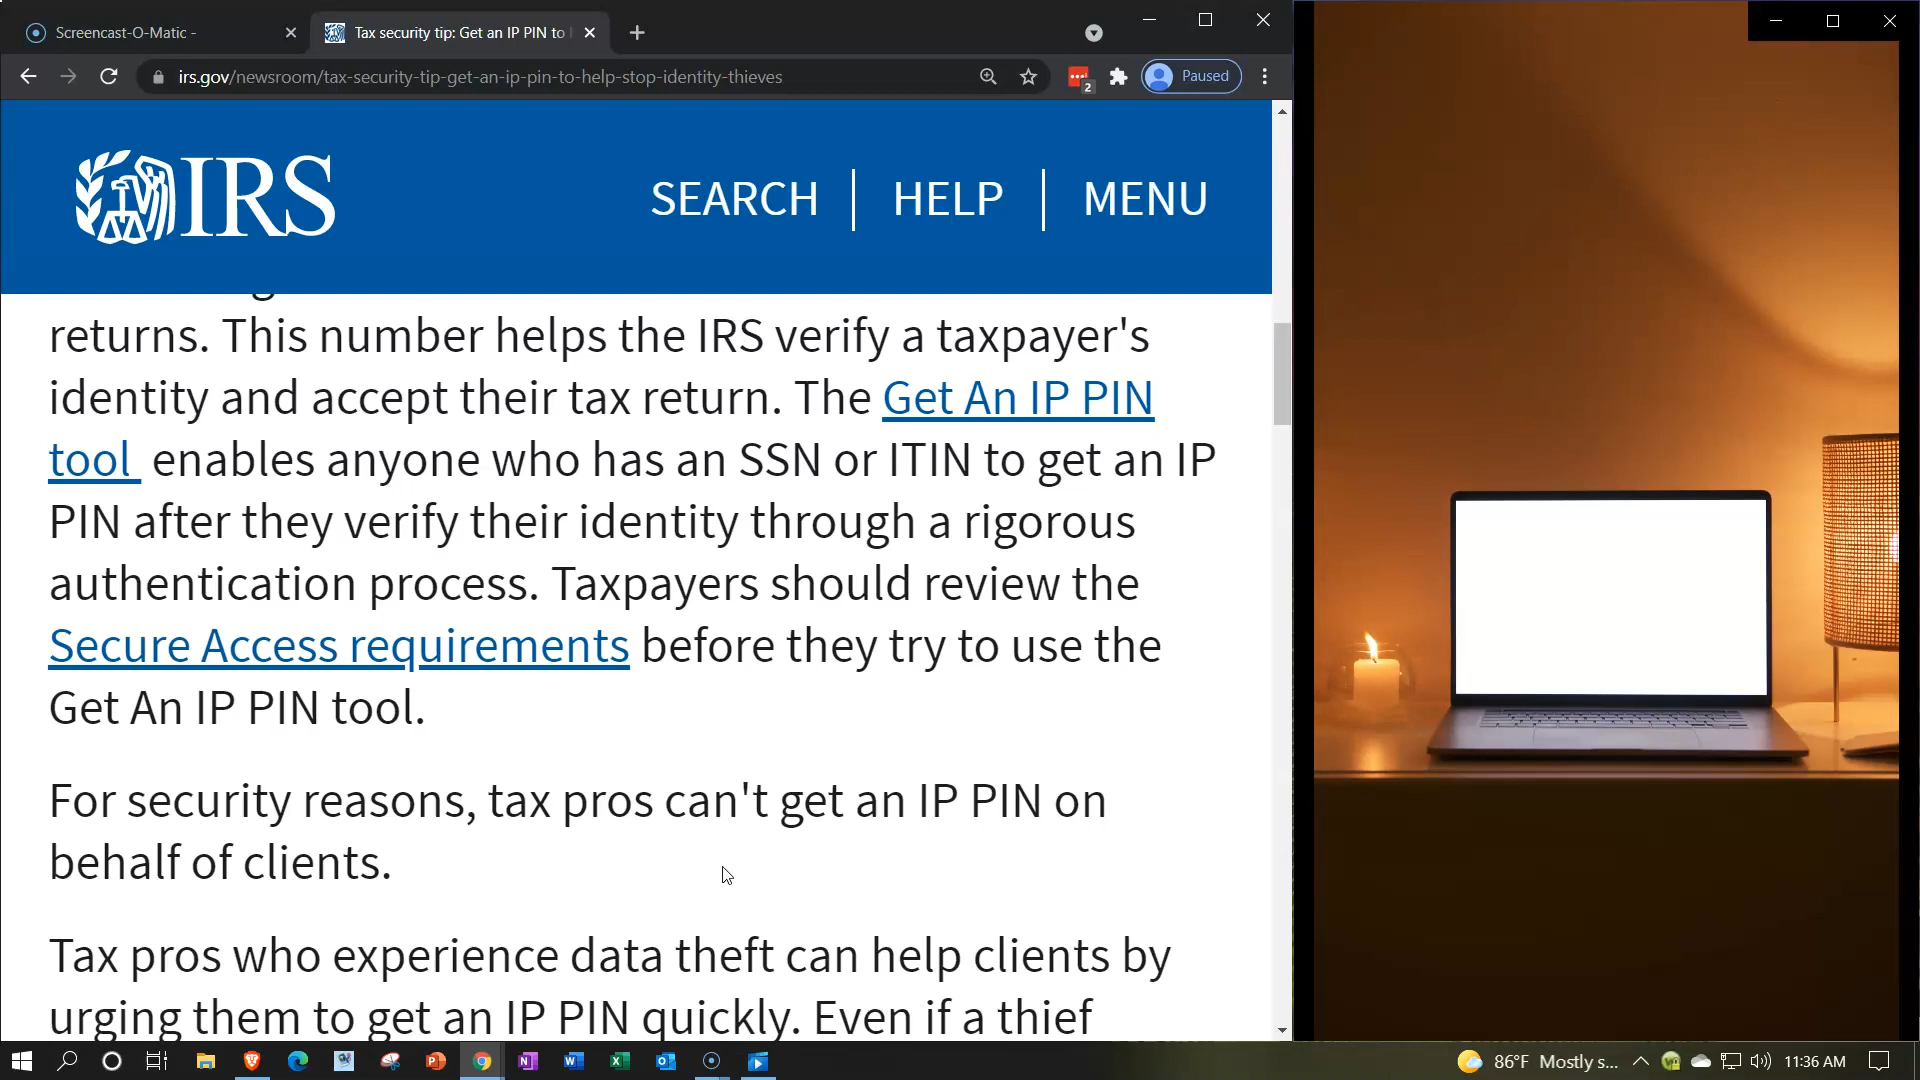 Screencast-O-Matic -
Tax security tip: Get an IP PIN to
irs.gov/newsroom/tax-security-tip-get-an-ip-pin-to-help-stop-identity-thieves
2
Paused
IRS
SEARCH | HELP | MENU
returns. This number helps the IRS verify a taxpayer's
identity and accept their tax return. The Get An IP PIN
tool enables anyone who has an SSN or ITIN to get an IP
PIN after they verify their identity through a rigorous
authentication process. Taxpayers should review the
Secure Access requirements before they try to use the
Get An IP PIN tool.
For security reasons, tax pros can't get an IP PIN on
behalf of clients.
Tax pros who experience data theft can help clients by
urging them to get an IP PIN quickly. Even if a thief
86°F Mostly s...
11:36 AM